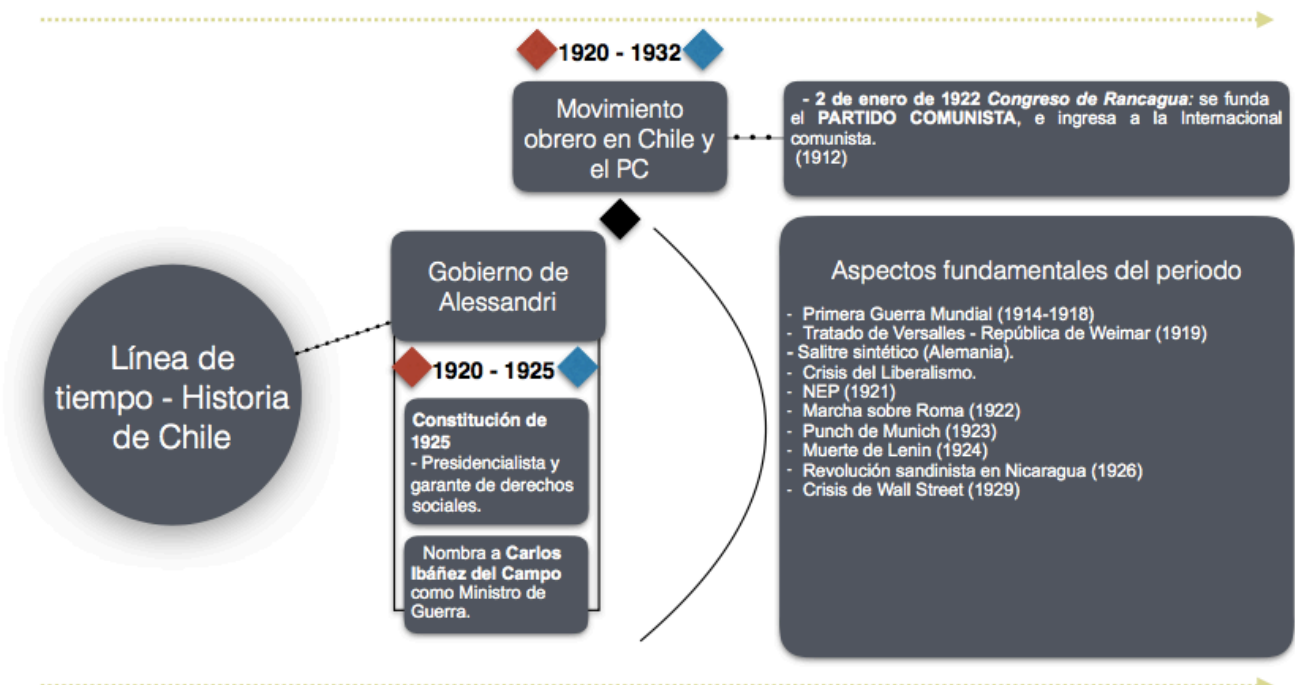 1920 - 1932
Movimiento
obrero en Chile y
el PC
- 2 de enero de 1922 Congreso de Rancagua: se funda
el PARTIDO COMUNISTA, e ingresa a la Internacional
comunista.
(1912)
Línea de
tiempo - Historia
de Chile
Gobierno de
Alessandri
1920 - 1925
Constitución de
1925
- Presidencialista y
garante de derechos
sociales.
Nombra a Carlos
Ibáñez del Campo
como Ministro de
Guerra.
Aspectos fundamentales del periodo
- Primera Guerra Mundial (1914-1918)
- Tratado de Versalles - República de Weimar (1919)
- Salitre sintético (Alemania).
- Crisis del Liberalismo.
- NEP (1921)
- Marcha sobre Roma (1922)
- Punch de Munich (1923)
- Muerte de Lenin (1924)
- Revolución sandinista en Nicaragua (1926)
- Crisis de Wall Street (1929)